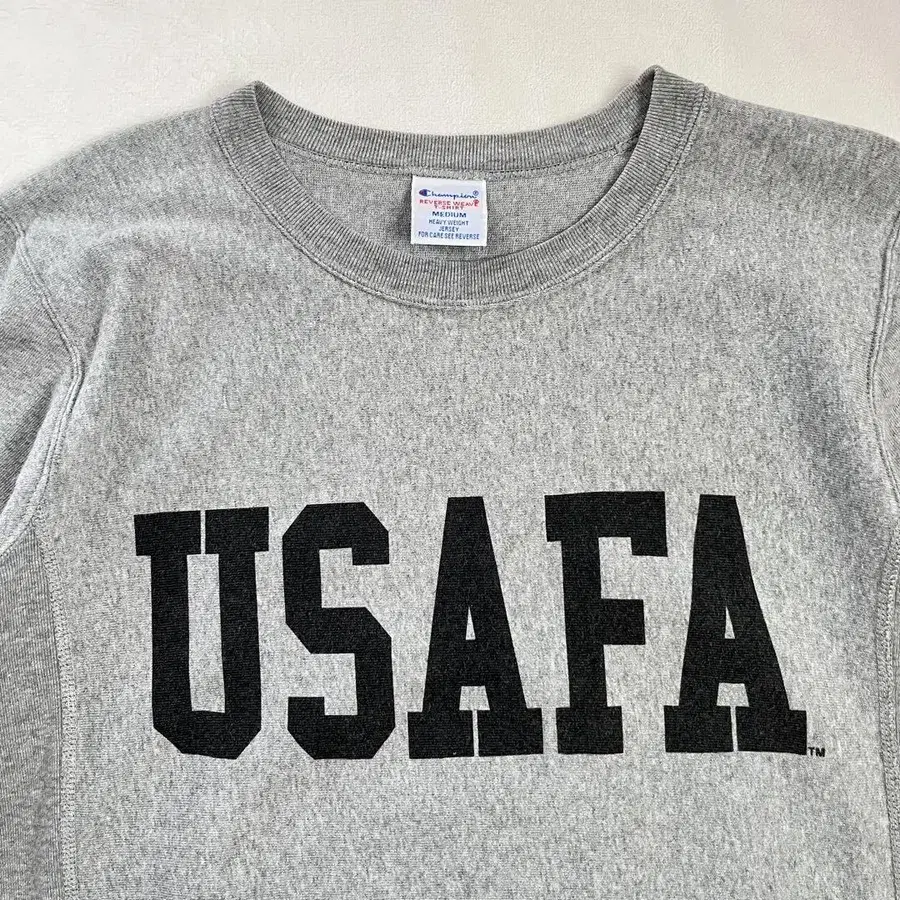 Champion®
REVERSE WEAVE
T-SHIRT
MEDIUM
HEAVY WEIGHT
JERSEY
FOR CARE SEE REVERSE
USAFA
TM